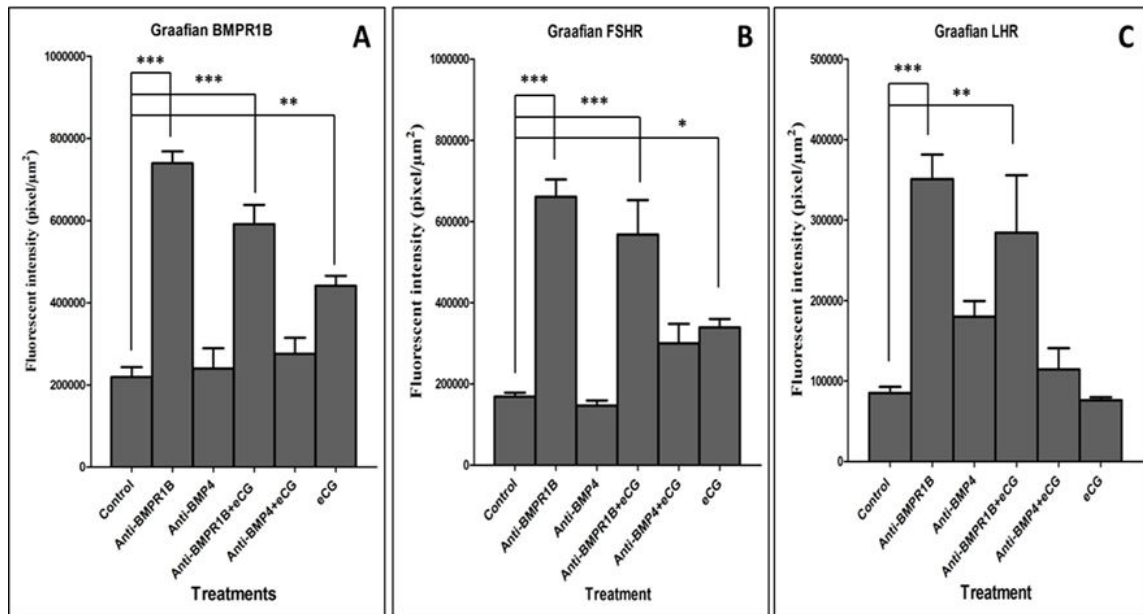 Graafian BMPR1B
A
Fluorescent intensity (pixel/µm²)
1000000
800000
600000
400000
200000
0
***
***
**
Control
Anti-BMPR1B
Anti-BMP4
Anti-BMPR1B+eCG
Anti-BMP4+eCG
eCG
Treatments
Graafian FSHR
B
Fluorescent intensity (pixel/µm²)
1000000
800000
600000
400000
200000
0
***
***
*
Control
Anti-BMPR1B
Anti-BMP4
Anti-BMPR1B+eCG
Anti-BMP4+eCG
eCG
Treatment
Graafian LHR
C
Fluorescent intensity (pixel/µm²)
500000
400000
300000
200000
100000
0
***
**
Control
Anti-BMPR1B
Anti-BMP4
Anti-BMPR1B+eCG
Anti-BMP4+eCG
eCG
Treatment